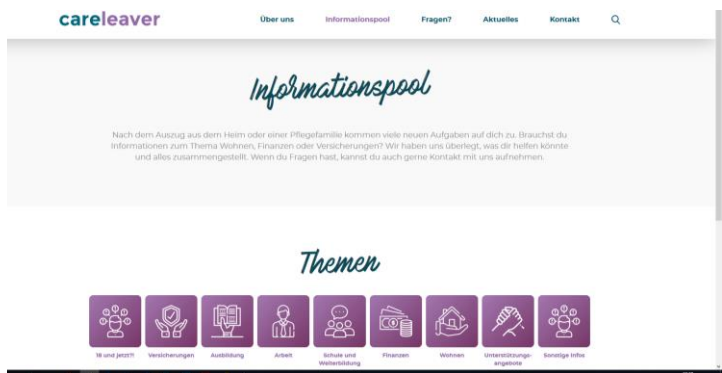 careleaver
Über uns
Informationspool
Fragen?
Aktuelles
Kontakt
Informationspool
Nach dem Auszug aus dem Heim oder einer Pflegefamilie kommen viele neuen Aufgaben auf dich zu. Brauchst du
Informationen zum Thema Wohnen, Finanzen oder Versicherungen? Wir haben uns überlegt, was dir helfen könnte
und alles zusammengestellt. Wenn du Fragen hast, kannst du auch gerne Kontakt mit uns aufnehmen.
Themen
18 und jetzt?!
Versicherungen
Ausbildung
Arbeit
Schule und
Weiterbildung
Finanzen
Wohnen
Unterstützungs-
angebote
Sonstige Infos